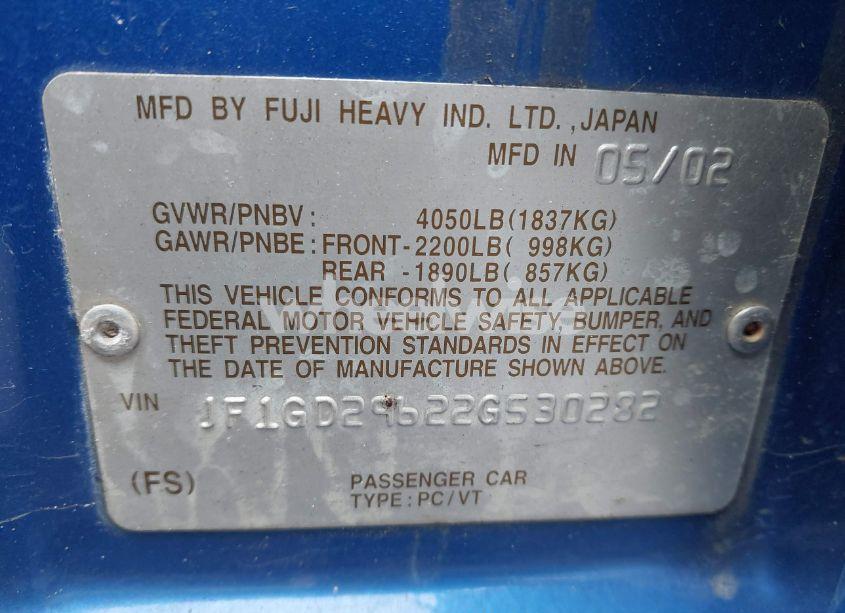 MFD BY FUJI HEAVY IND. LTD. ,JAPAN
MFD IN 05/02
GVWR/PNBV : 4050LB(1837KG)
GAWR/PNBE : FRONT-2200LB( 998KG)
REAR -1890LB( 857KG)
THIS VEHICLE CONFORMS TO ALL APPLICABLE
FEDERAL MOTOR VEHICLE SAFETY, BUMPER, AND
THEFT PREVENTION STANDARDS IN EFFECT ON
THE DATE OF MANUFACTURE SHOWN ABOVE.
VIN JF1GD29622G530282
(FS) PASSENGER CAR
TYPE : PC/VT